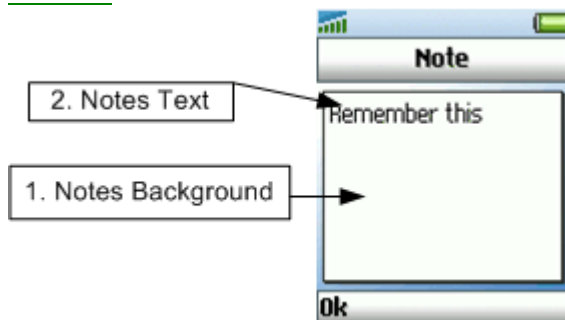 Note
2. Notes Text
Remember this
1. Notes Background
Ok